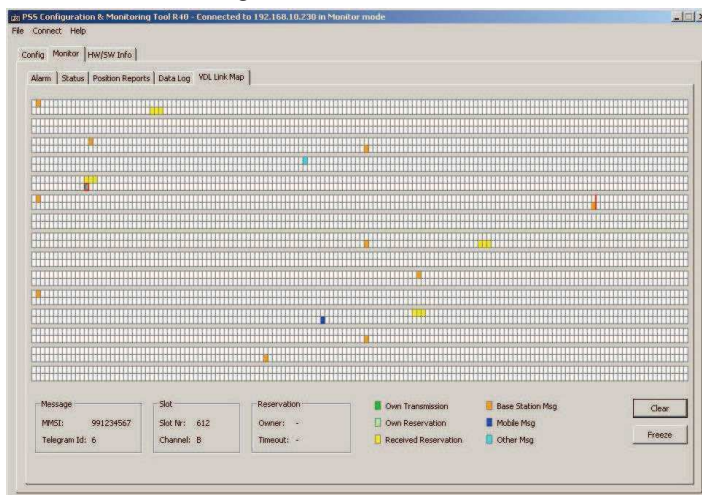 PSS Configuration & Monitoring Tool R40 - Connected to 192.168.10.230 in Monitor mode
File Connect Help
Config Monitor HW/SW Info
Alarm Status Position Reports Data Log VDL Link Map
Message Slot Reservation
Own Transmission Base Station Msg Clear
MMSI: 991234567 Slot Nr: 612 Owner: - Own Reservation Mobile Msg
Telegram Id: 6 Channel: B Timeout: - Received Reservation Other Msg Freeze